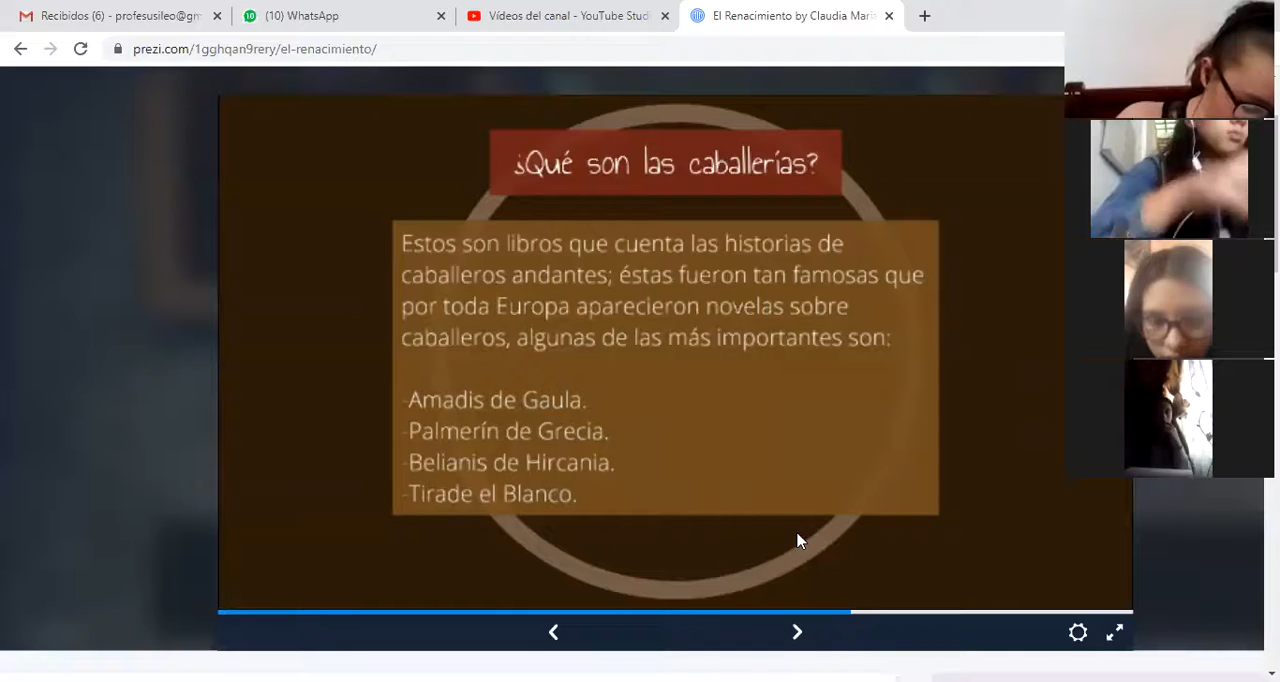 Recibidos (6) - profesusileo@gm
(10) WhatsApp
Vídeos del canal - YouTube Studi
El Renacimiento by Claudia Maria
prezi.com/1gghqan9rery/el-renacimiento/
¿Qué son las caballerías?
Estos son libros que cuenta las historias de
caballeros andantes; éstas fueron tan famosas que
por toda Europa aparecieron novelas sobre
caballeros, algunas de las más importantes son:
-Amadis de Gaula.
-Palmerín de Grecia.
-Belianis de Hircania.
-Tirade el Blanco.